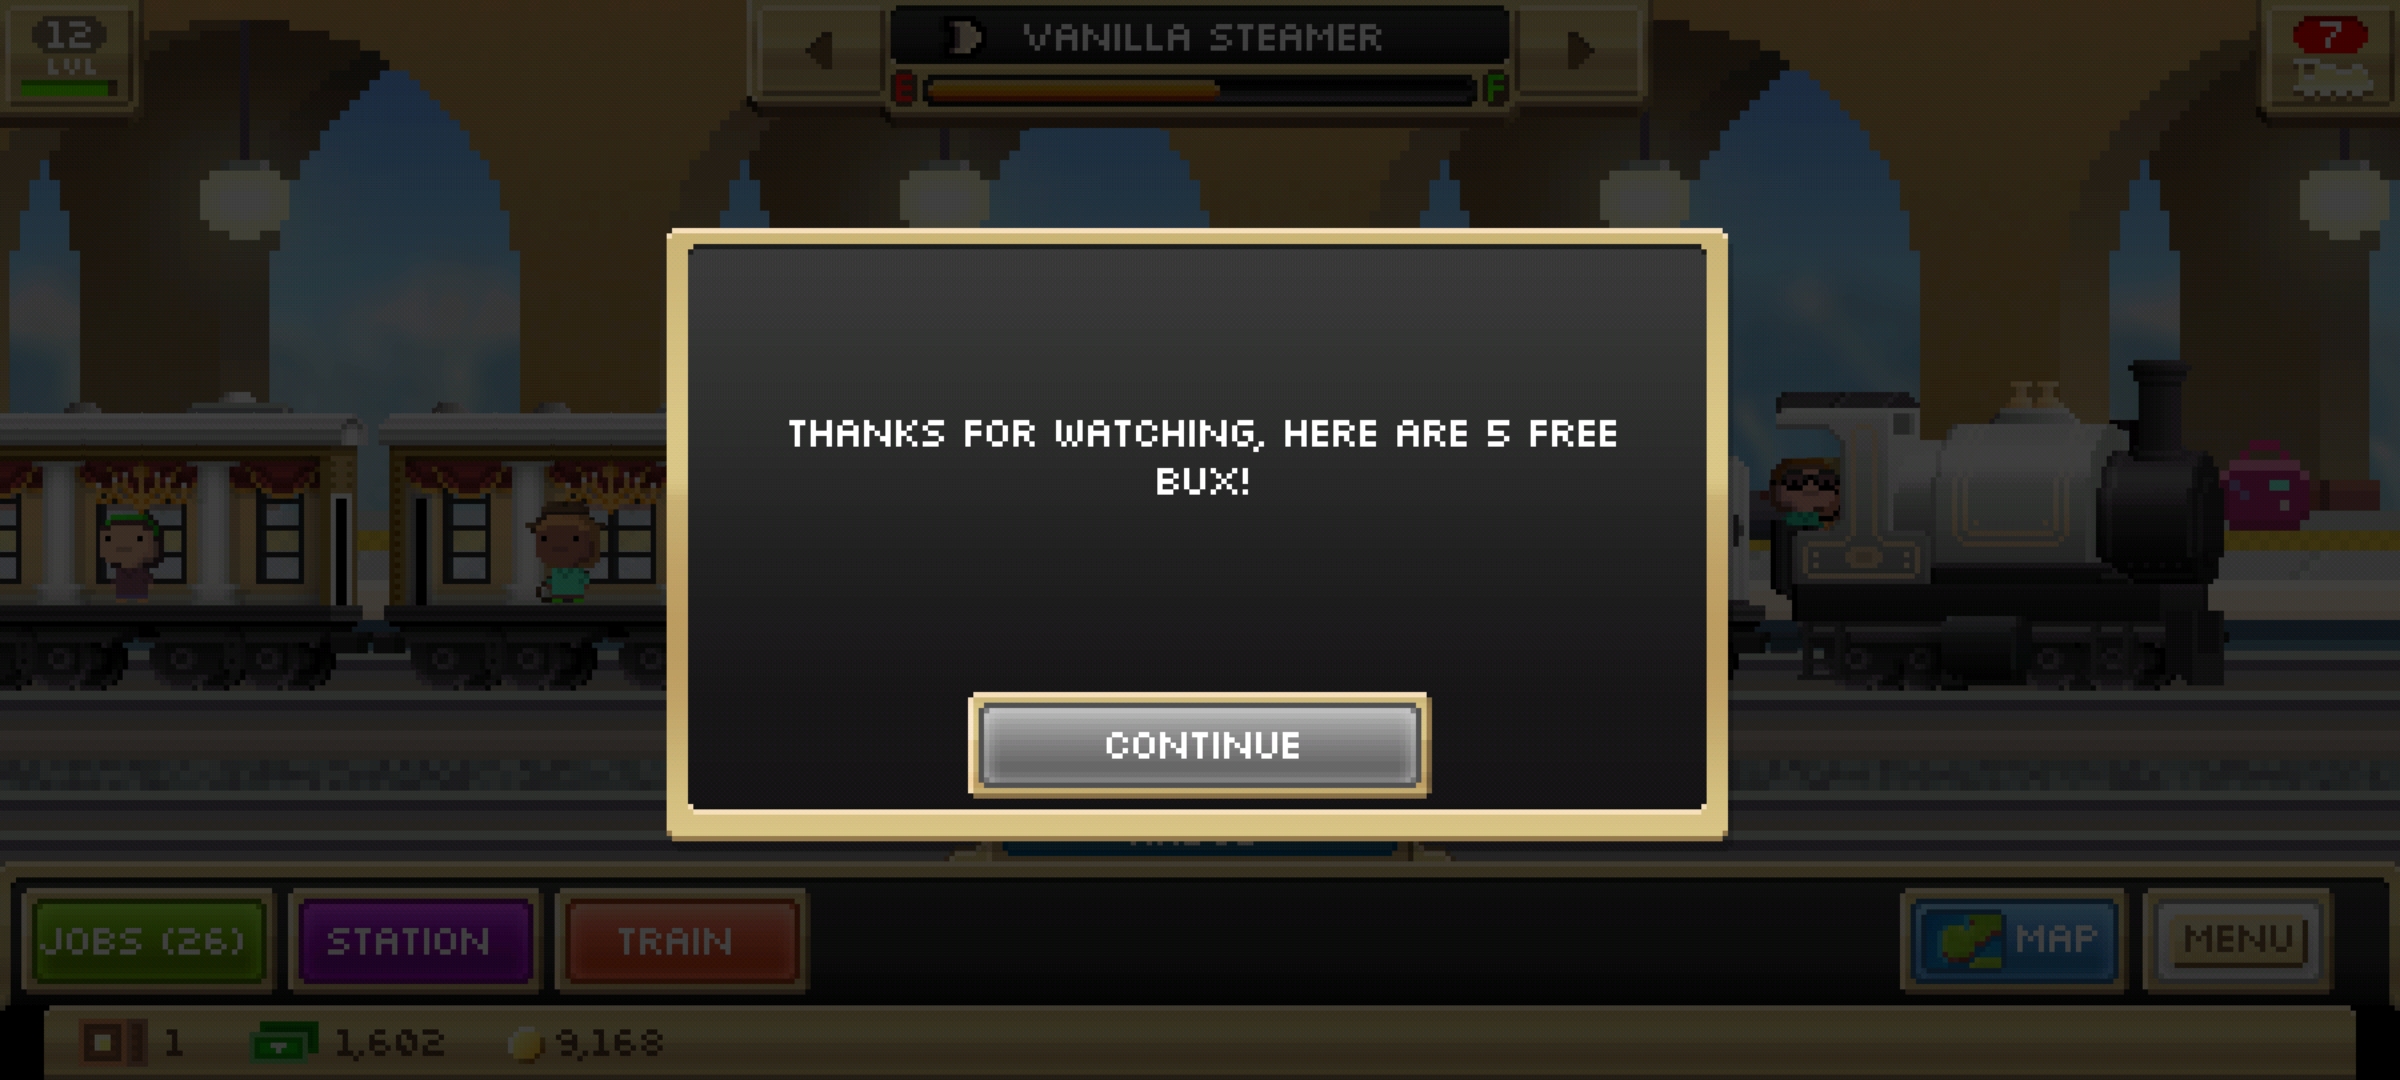 12
LVL
VANILLA STEAMER
E F
7
THANKS FOR WATCHING, HERE ARE 5 FREE
BUX!
CONTINUE
JOBS (26)
STATION
TRAIN
MAP
MENU
1
1,602
9,168